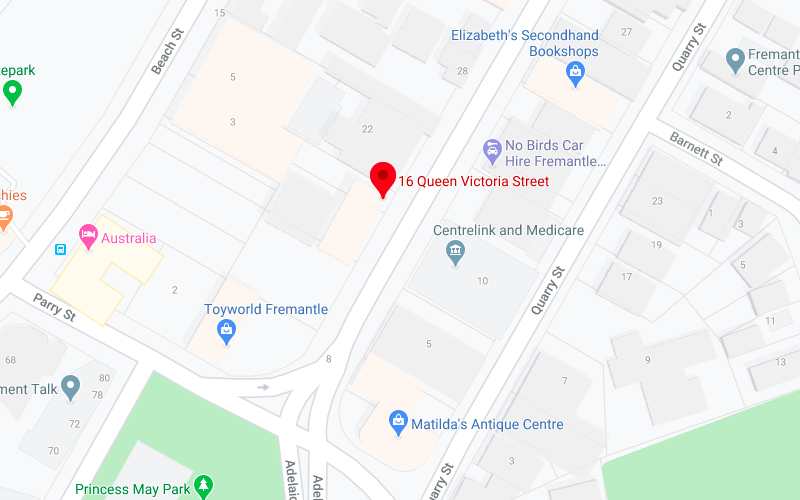 15
Beach St
Elizabeth's Secondhand
Bookshops
27
Quarry St
Fremant
Centre P
epark
5
28
3
22
2
Barnett St
4
No Birds Car
Hire Fremantle...
16 Queen Victoria Street
hies
Australia
23
1
3
Centrelink and Medicare
19
5
10
17
Quarry St
2
Parry St
Toyworld Fremantle
11
13
5
8
9
68
7
80
78
ment Talk
Matilda's Antique Centre
70
72
3
Adelaid
Adelai
Quarry St
Princess May Park